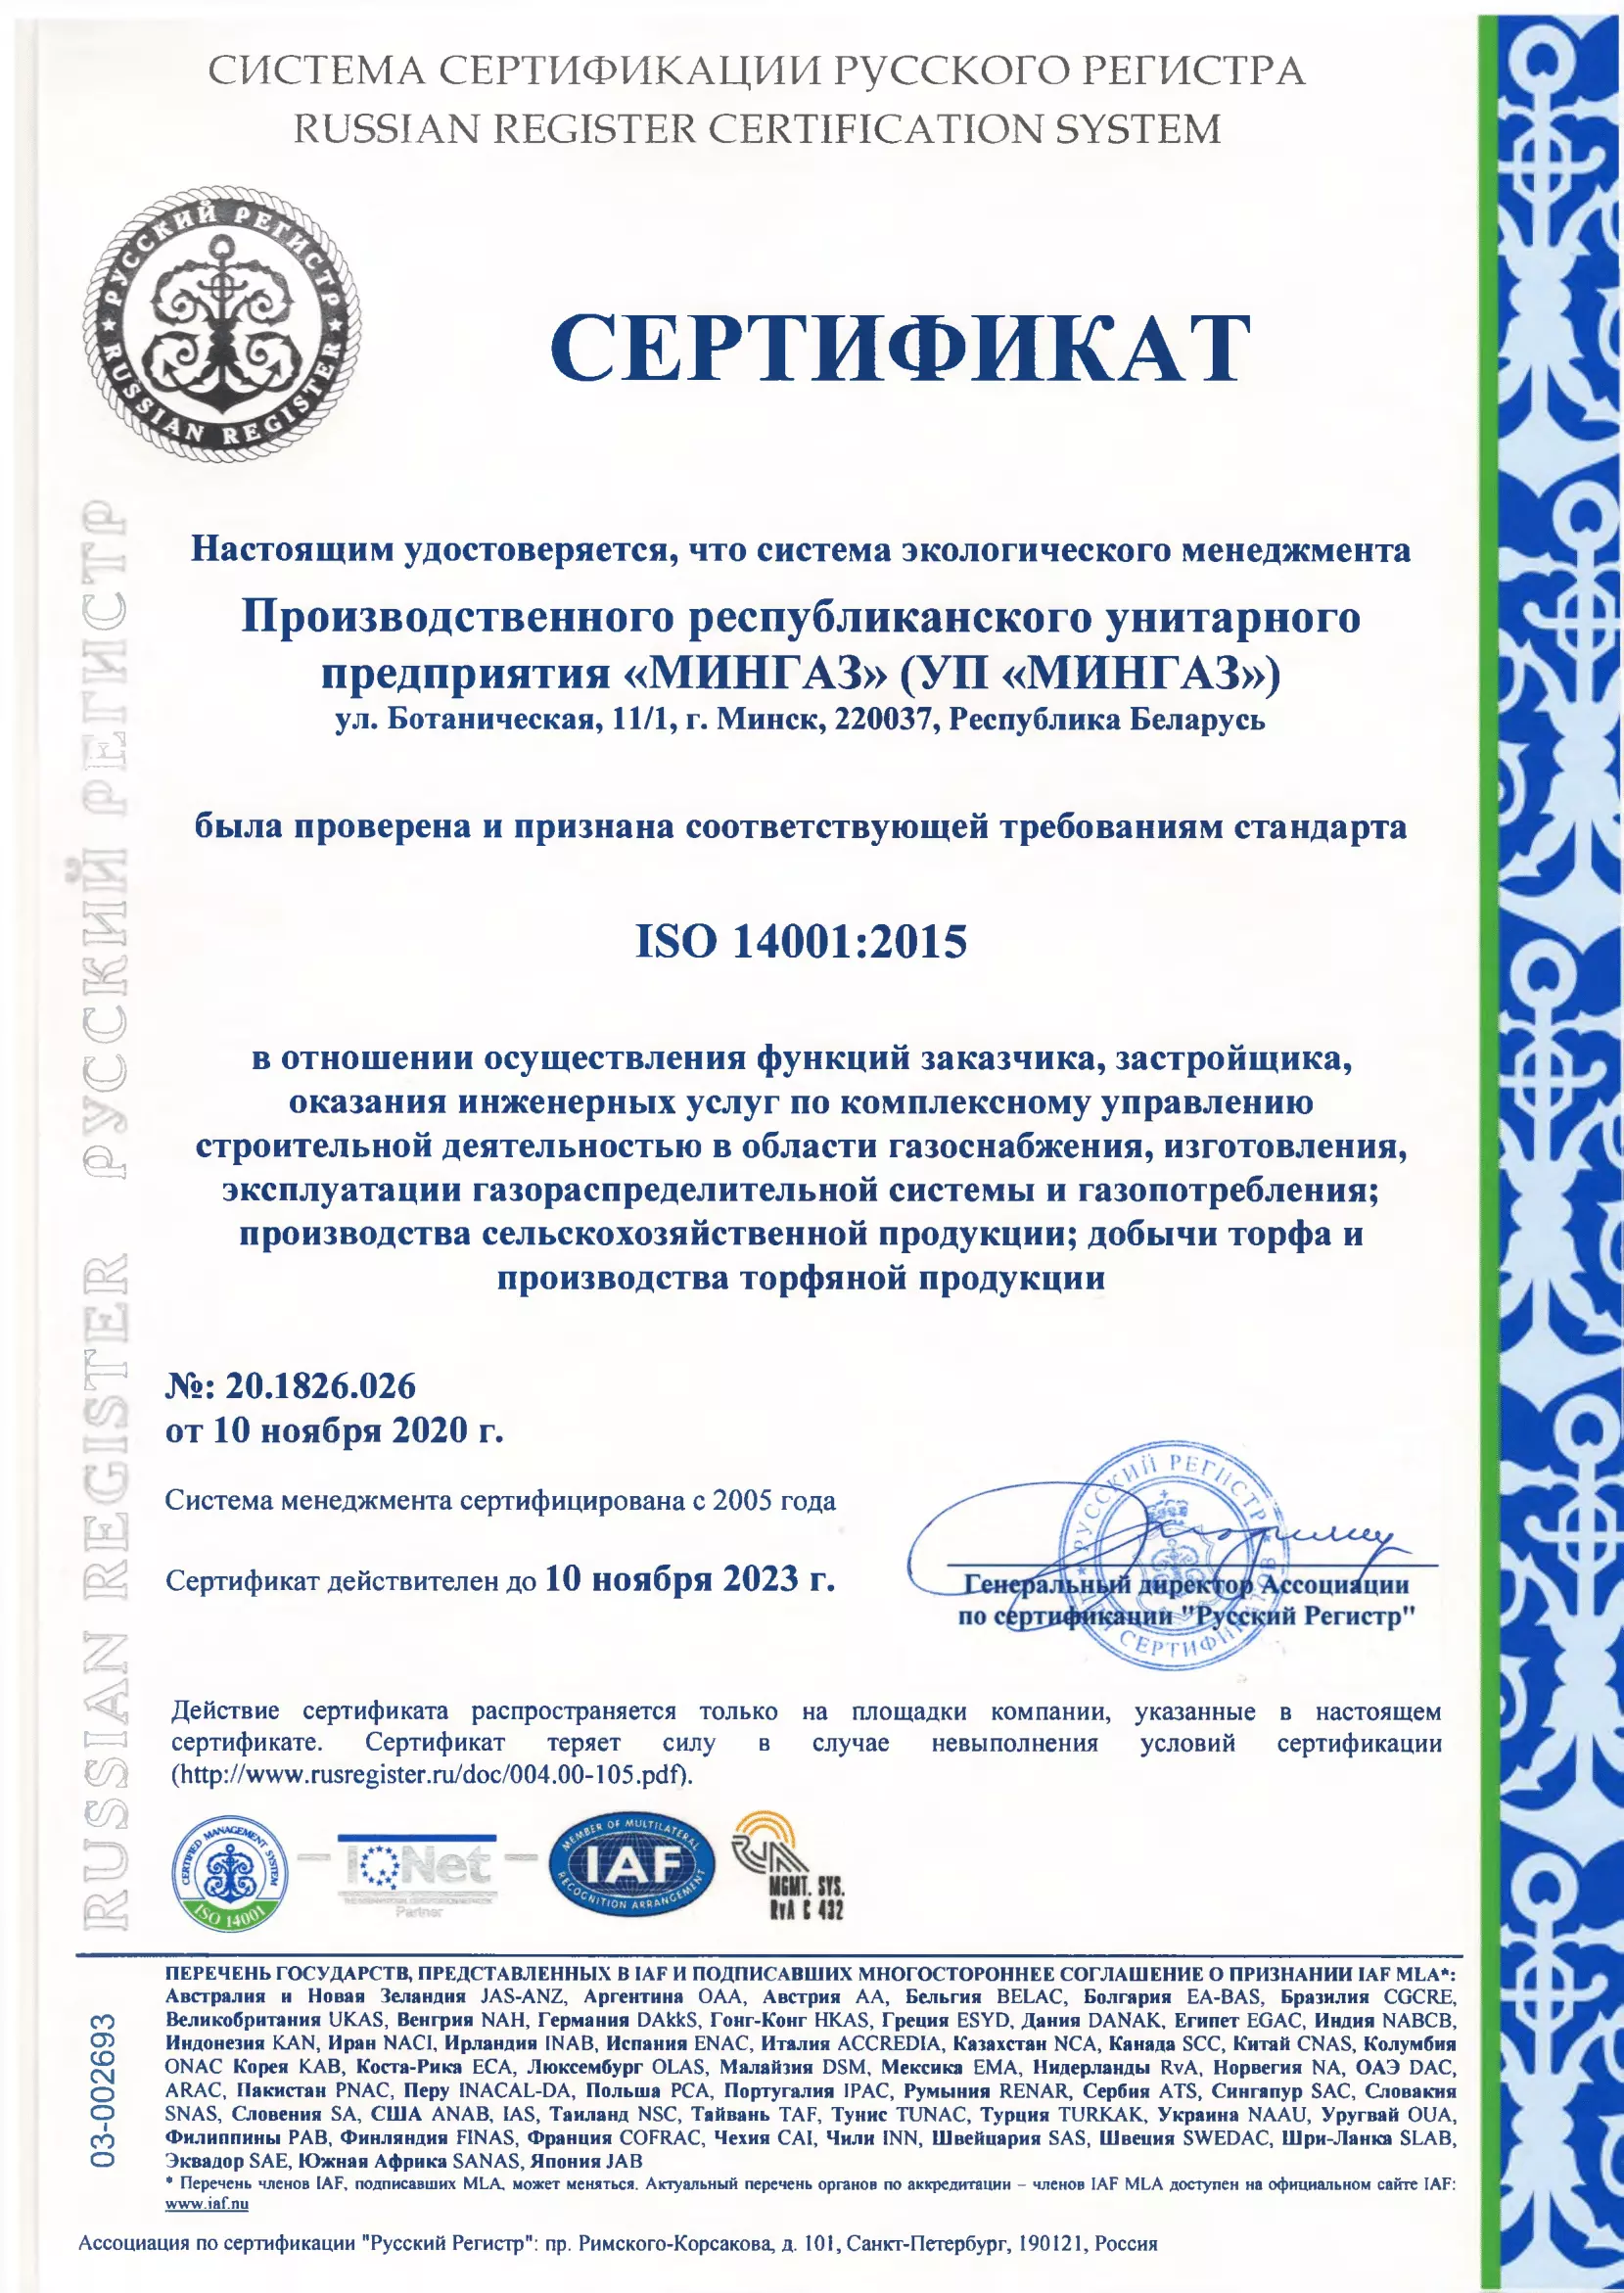 СИСТЕМА СЕРТИФИКАЦИИ РУССКОГО РЕГИСТРА
RUSSIAN REGISTER CERTIFICATION SYSTEM
РУССКИЙ РЕГИСТР
RUSSIAN REGISTER
СЕРТИФИКАТ
Настоящим удостоверяется, что система экологического менеджмента
Производственного республиканского унитарного
предприятия «МИНГАЗ» (УП «МИНГАЗ»)
ул. Ботаническая, 11/1, г. Минск, 220037, Республика Беларусь
была проверена и признана соответствующей требованиям стандарта
ISO 14001:2015
в отношении осуществления функций заказчика, застройщика,
оказания инженерных услуг по комплексному управлению
строительной деятельностью в области газоснабжения, изготовления,
эксплуатации газораспределительной системы и газопотребления;
производства сельскохозяйственной продукции; добычи торфа и
производства торфяной продукции
№: 20.1826.026
от 10 ноября 2020 г.
Система менеджмента сертифицирована с 2005 года
Сертификат действителен до 10 ноября 2023 г.
РУССКИЙ РЕГИСТР
Генеральный директор Ассоциации
по сертификации "Русский Регистр"
Действие сертификата распространяется только на площадки компании, указанные в настоящем
сертификате. Сертификат теряет силу в случае невыполнения условий сертификации
(http://www.rusregister.ru/doc/004.00-105.pdf).
CERTIFIED MANAGEMENT SYSTEM
ISO 14001
IQNet
Partner
MEMBER OF MULTILATERAL
IAF
RECOGNITION ARRANGEMENT
MGMT. SYS.
RvA C 432
RUSSIAN REGISTER РУССКИЙ РЕГИСТР
03-0026693
ПЕРЕЧЕНЬ ГОСУДАРСТВ, ПРЕДСТАВЛЕННЫХ В IAF И ПОДПИСАВШИХ МНОГОСТОРОННЕЕ СОГЛАШЕНИЕ О ПРИЗНАНИИ IAF MLA*:
Австралия и Новая Зеландия JAS-ANZ, Аргентина OAA, Австрия AA, Бельгия BELAC, Болгария EA-BAS, Бразилия CGCRE,
Великобритания UKAS, Венгрия NAH, Германия DAkkS, Гонг-Конг HKAS, Греция ESYD, Дания DANAK, Египет EGAC, Индия NABCB,
Индонезия KAN, Иран NACI, Ирландия INAB, Испания ENAC, Италия ACCREDIA, Казахстан NCA, Канада SCC, Китай CNAS, Колумбия
ONAC Корея KAB, Коста-Рика ECA, Люксембург OLAS, Малайзия DSM, Мексика EMA, Нидерланды RvA, Норвегия NA, ОАЭ DAC,
ARAC, Пакистан PNAC, Перу INACAL-DA, Польша PCA, Португалия IPAC, Румыния RENAR, Сербия ATS, Сингапур SAC, Словакия
SNAS, Словения SA, США ANAB, IAS, Таиланд NSC, Тайвань TAF, Тунис TUNAC, Турция TURKAK, Украина NAAU, Уругвай OUA,
Филиппины PAB, Финляндия FINAS, Франция COFRAC, Чехия CAI, Чили INN, Швейцария SAS, Швеция SWEDAC, Шри-Ланка SLAB,
Эквадор SAE, Южная Африка SANAS, Япония JAB
* Перечень членов IAF, подписавших MLA, может меняться. Актуальный перечень органов по аккредитации – членов IAF MLA доступен на официальном сайте IAF:
www.iaf.nu
Ассоциация по сертификации "Русский Регистр": пр. Римского-Корсакова, д. 101, Санкт-Петербург, 190121, Россия